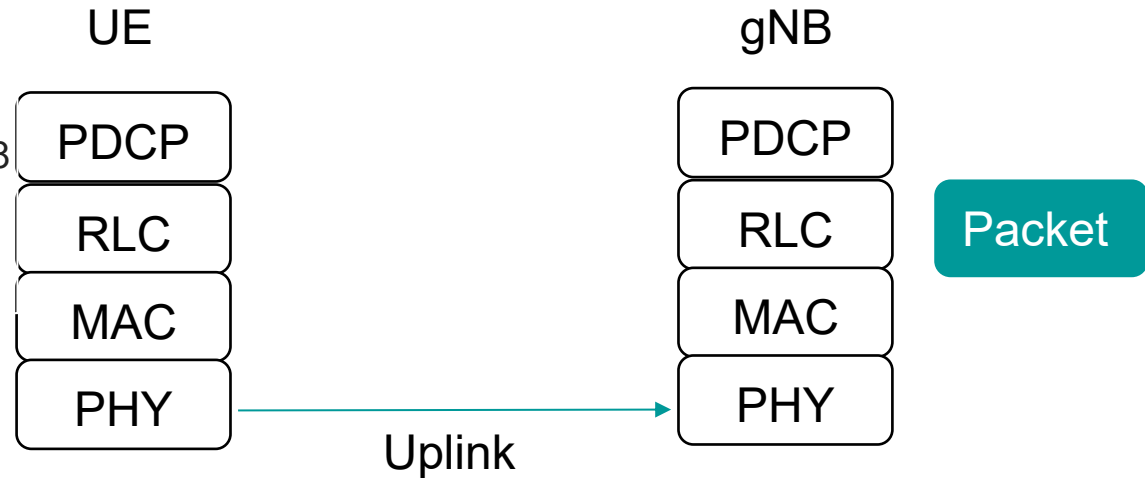 UE
gNB
PDCP
RLC
MAC
PHY
PDCP
RLC
MAC
PHY
Packet
Uplink